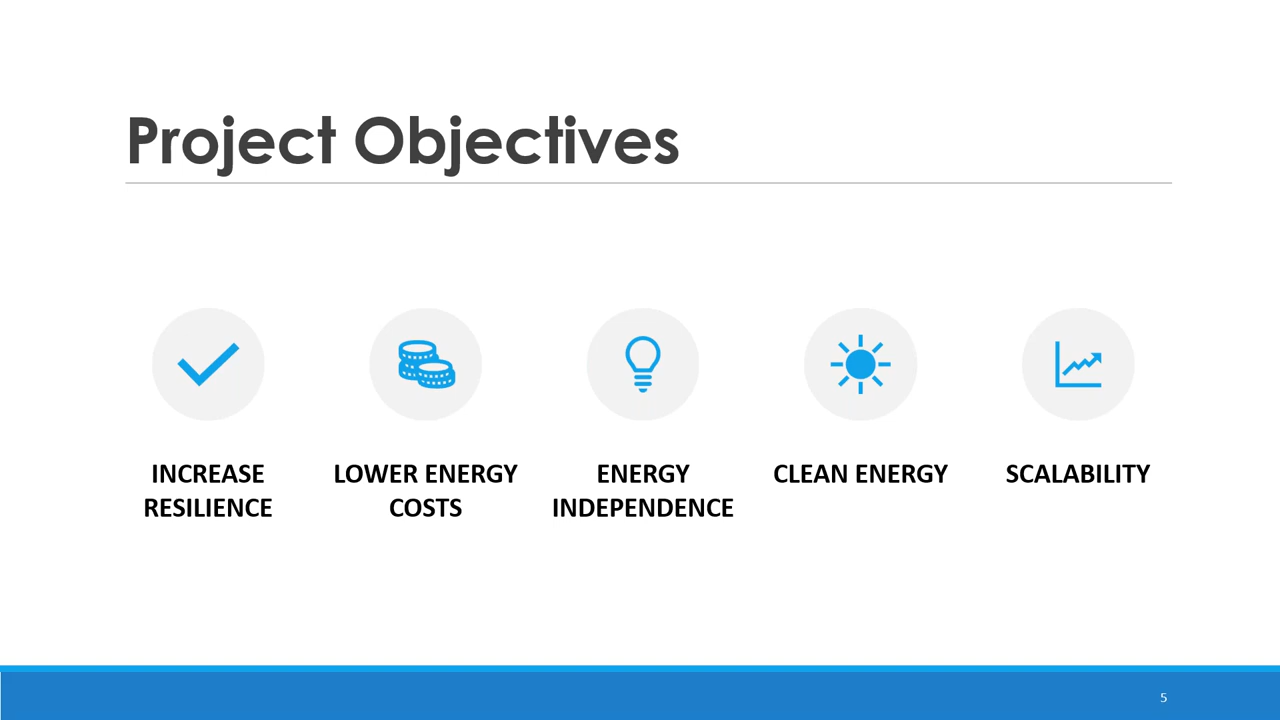 Project Objectives
INCREASE
RESILIENCE
LOWER ENERGY
COSTS
ENERGY
INDEPENDENCE
CLEAN ENERGY
SCALABILITY
5